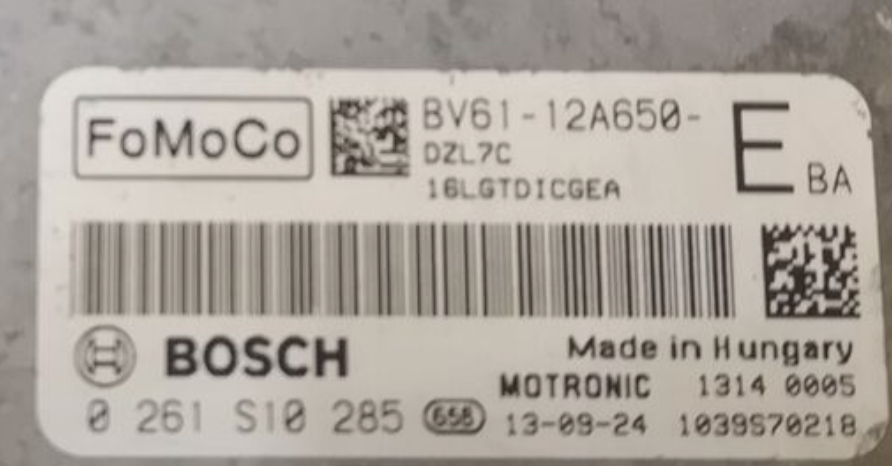 FoMoCo BV61-12A650- E BA
DZL7C
16LGTDICGEA
BOSCH Made in Hungary
MOTRONIC 1314 0005
0 261 S10 285 658 13-09-24 1039S70218